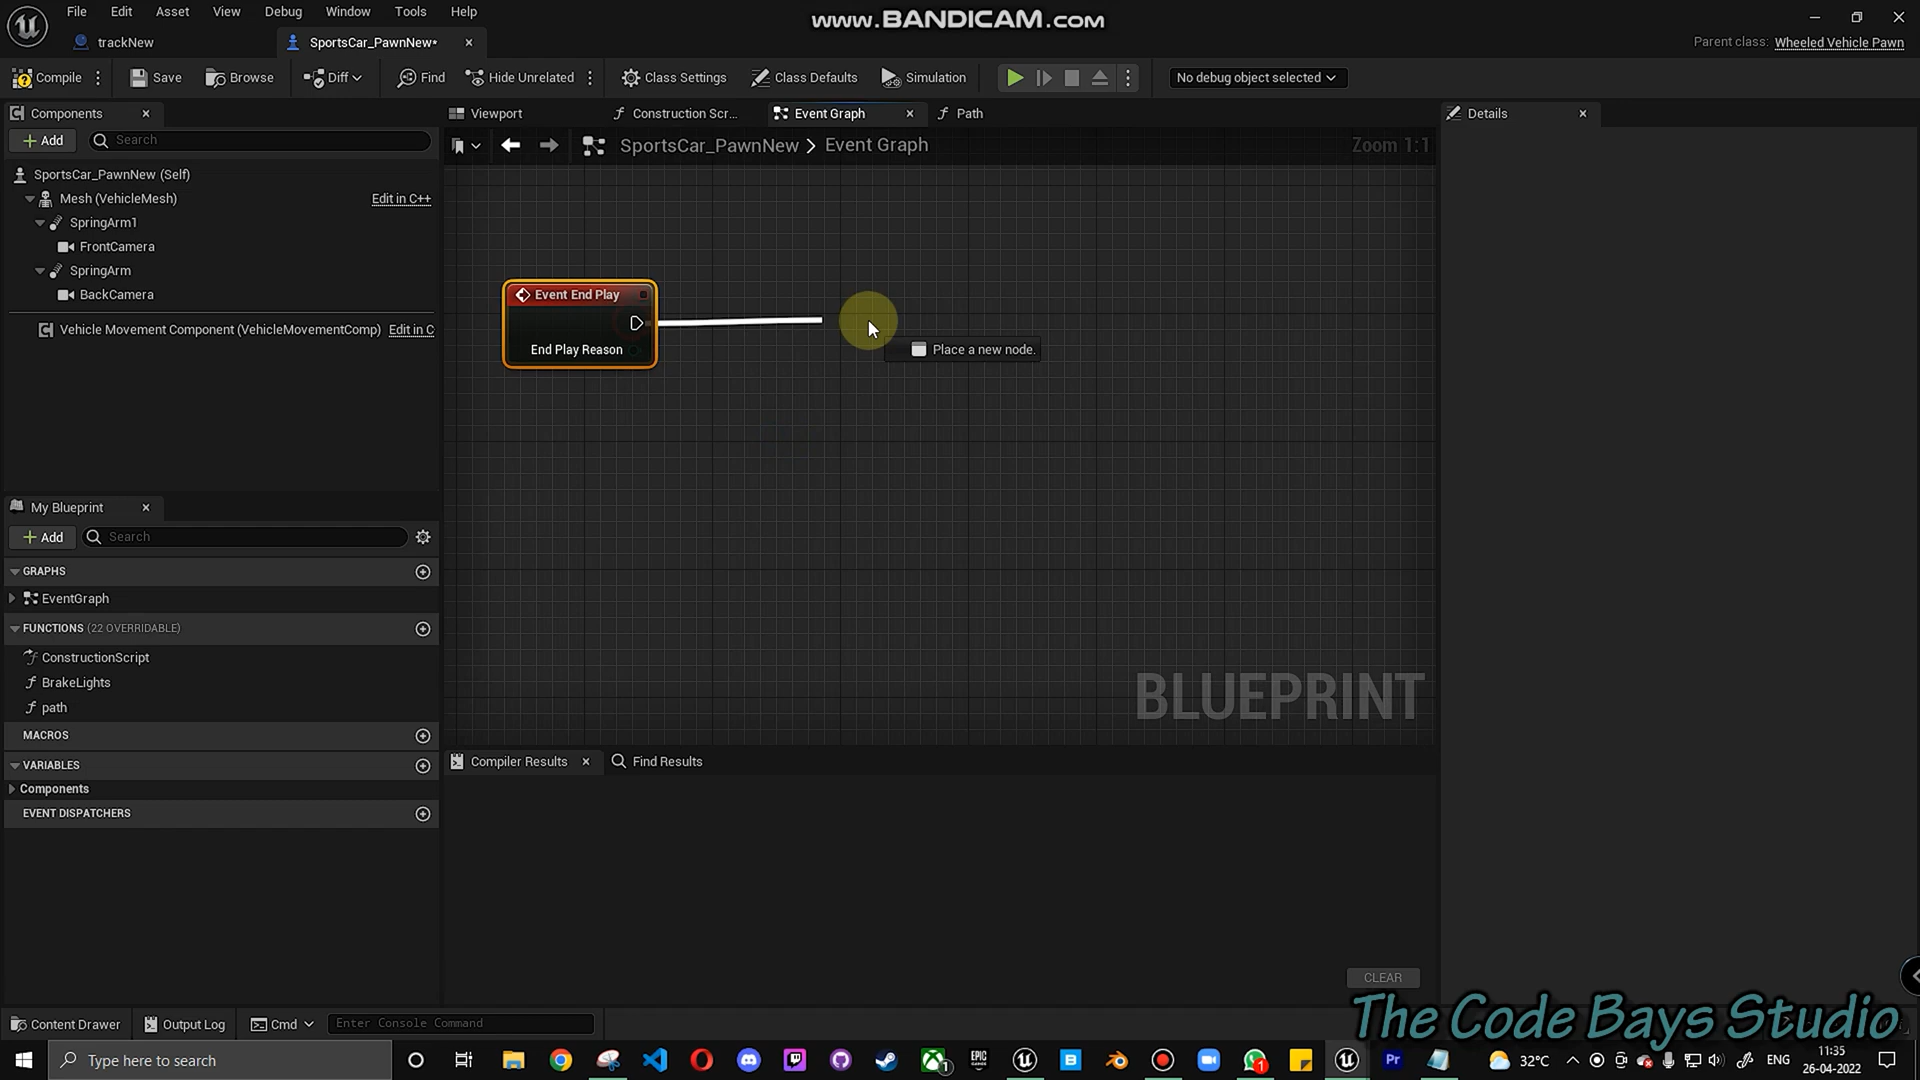 File Edit View Debug Window Tools Help
www.BANDICAM.com
trackNew
SportsCar_PawnNew*
Parent class: Wheeled Vehicle Pawn
Compile Save Browse Diff Find Hide Unrelated Class Settings Class Defaults Simulation No debug object selected
Components
Viewport Construction Scr... Event Graph Path
Details
Add Search
SportsCar_PawnNew > Event Graph
Zoom 1:1
SportsCar_PawnNew (Self)
Mesh (VehicleMesh) Edit in C++
SpringArm1
FrontCamera
SpringArm
BackCamera
Vehicle Movement Component (VehicleMovementComp) Edit in C
Event End Play
End Play Reason
Place a new node.
My Blueprint
Add Search
GRAPHS
EventGraph
FUNCTIONS (22 OVERRIDABLE)
ConstructionScript
BrakeLights
path
MACROS
VARIABLES
Components
EVENT DISPATCHERS
BLUEPRINT
Compiler Results Find Results
CLEAR
The Code Bays Studio
Content Drawer Output Log Cmd Enter Console Command
Type here to search
EPIC GAMES
Pr
32°C
ENG
11:35
26-04-2022